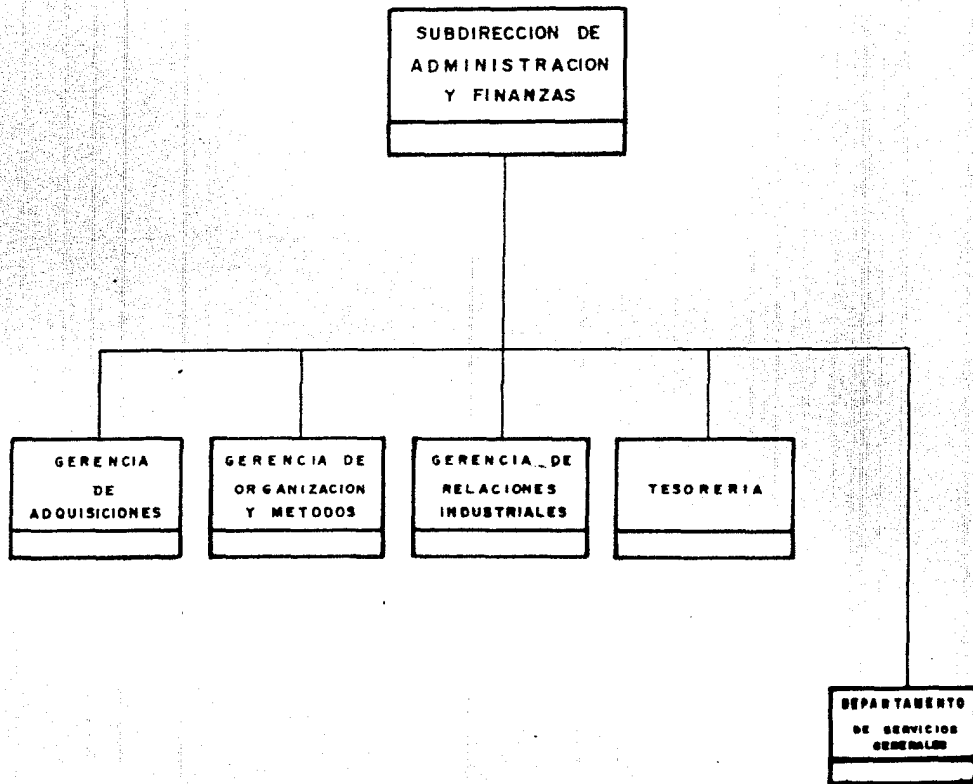 SUBDIRECCION DE
ADMINISTRACION
Y FINANZAS
GERENCIA
DE
ADQUISICIONES
GERENCIA DE
ORGANIZACION
Y METODOS
GERENCIA DE
RELACIONES
INDUSTRIALES
TESORERIA
DEPARTAMENTO
DE SERVICIOS
GENERALES